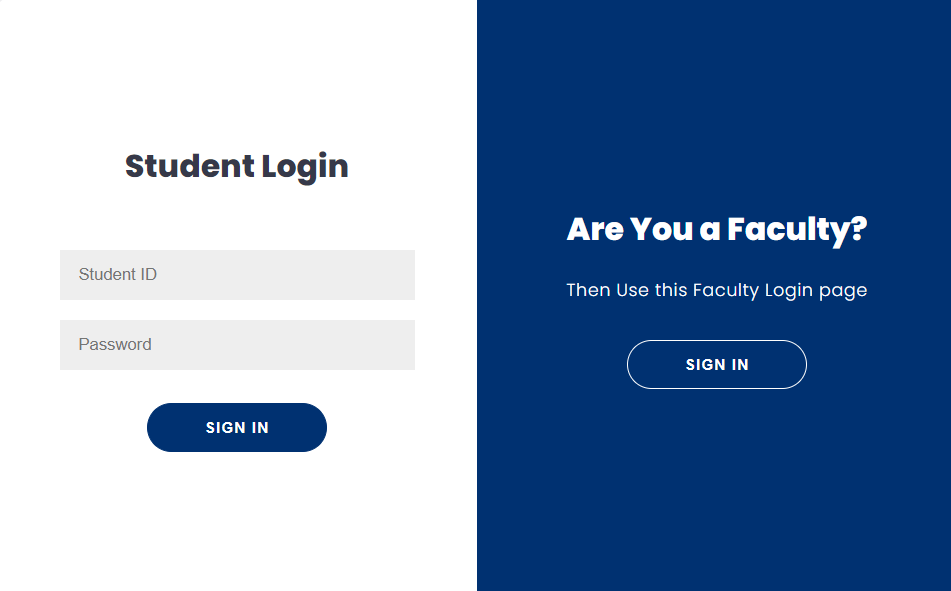 Student Login
Student ID
Password
SIGN IN
Are You a Faculty?
Then Use this Faculty Login page
SIGN IN